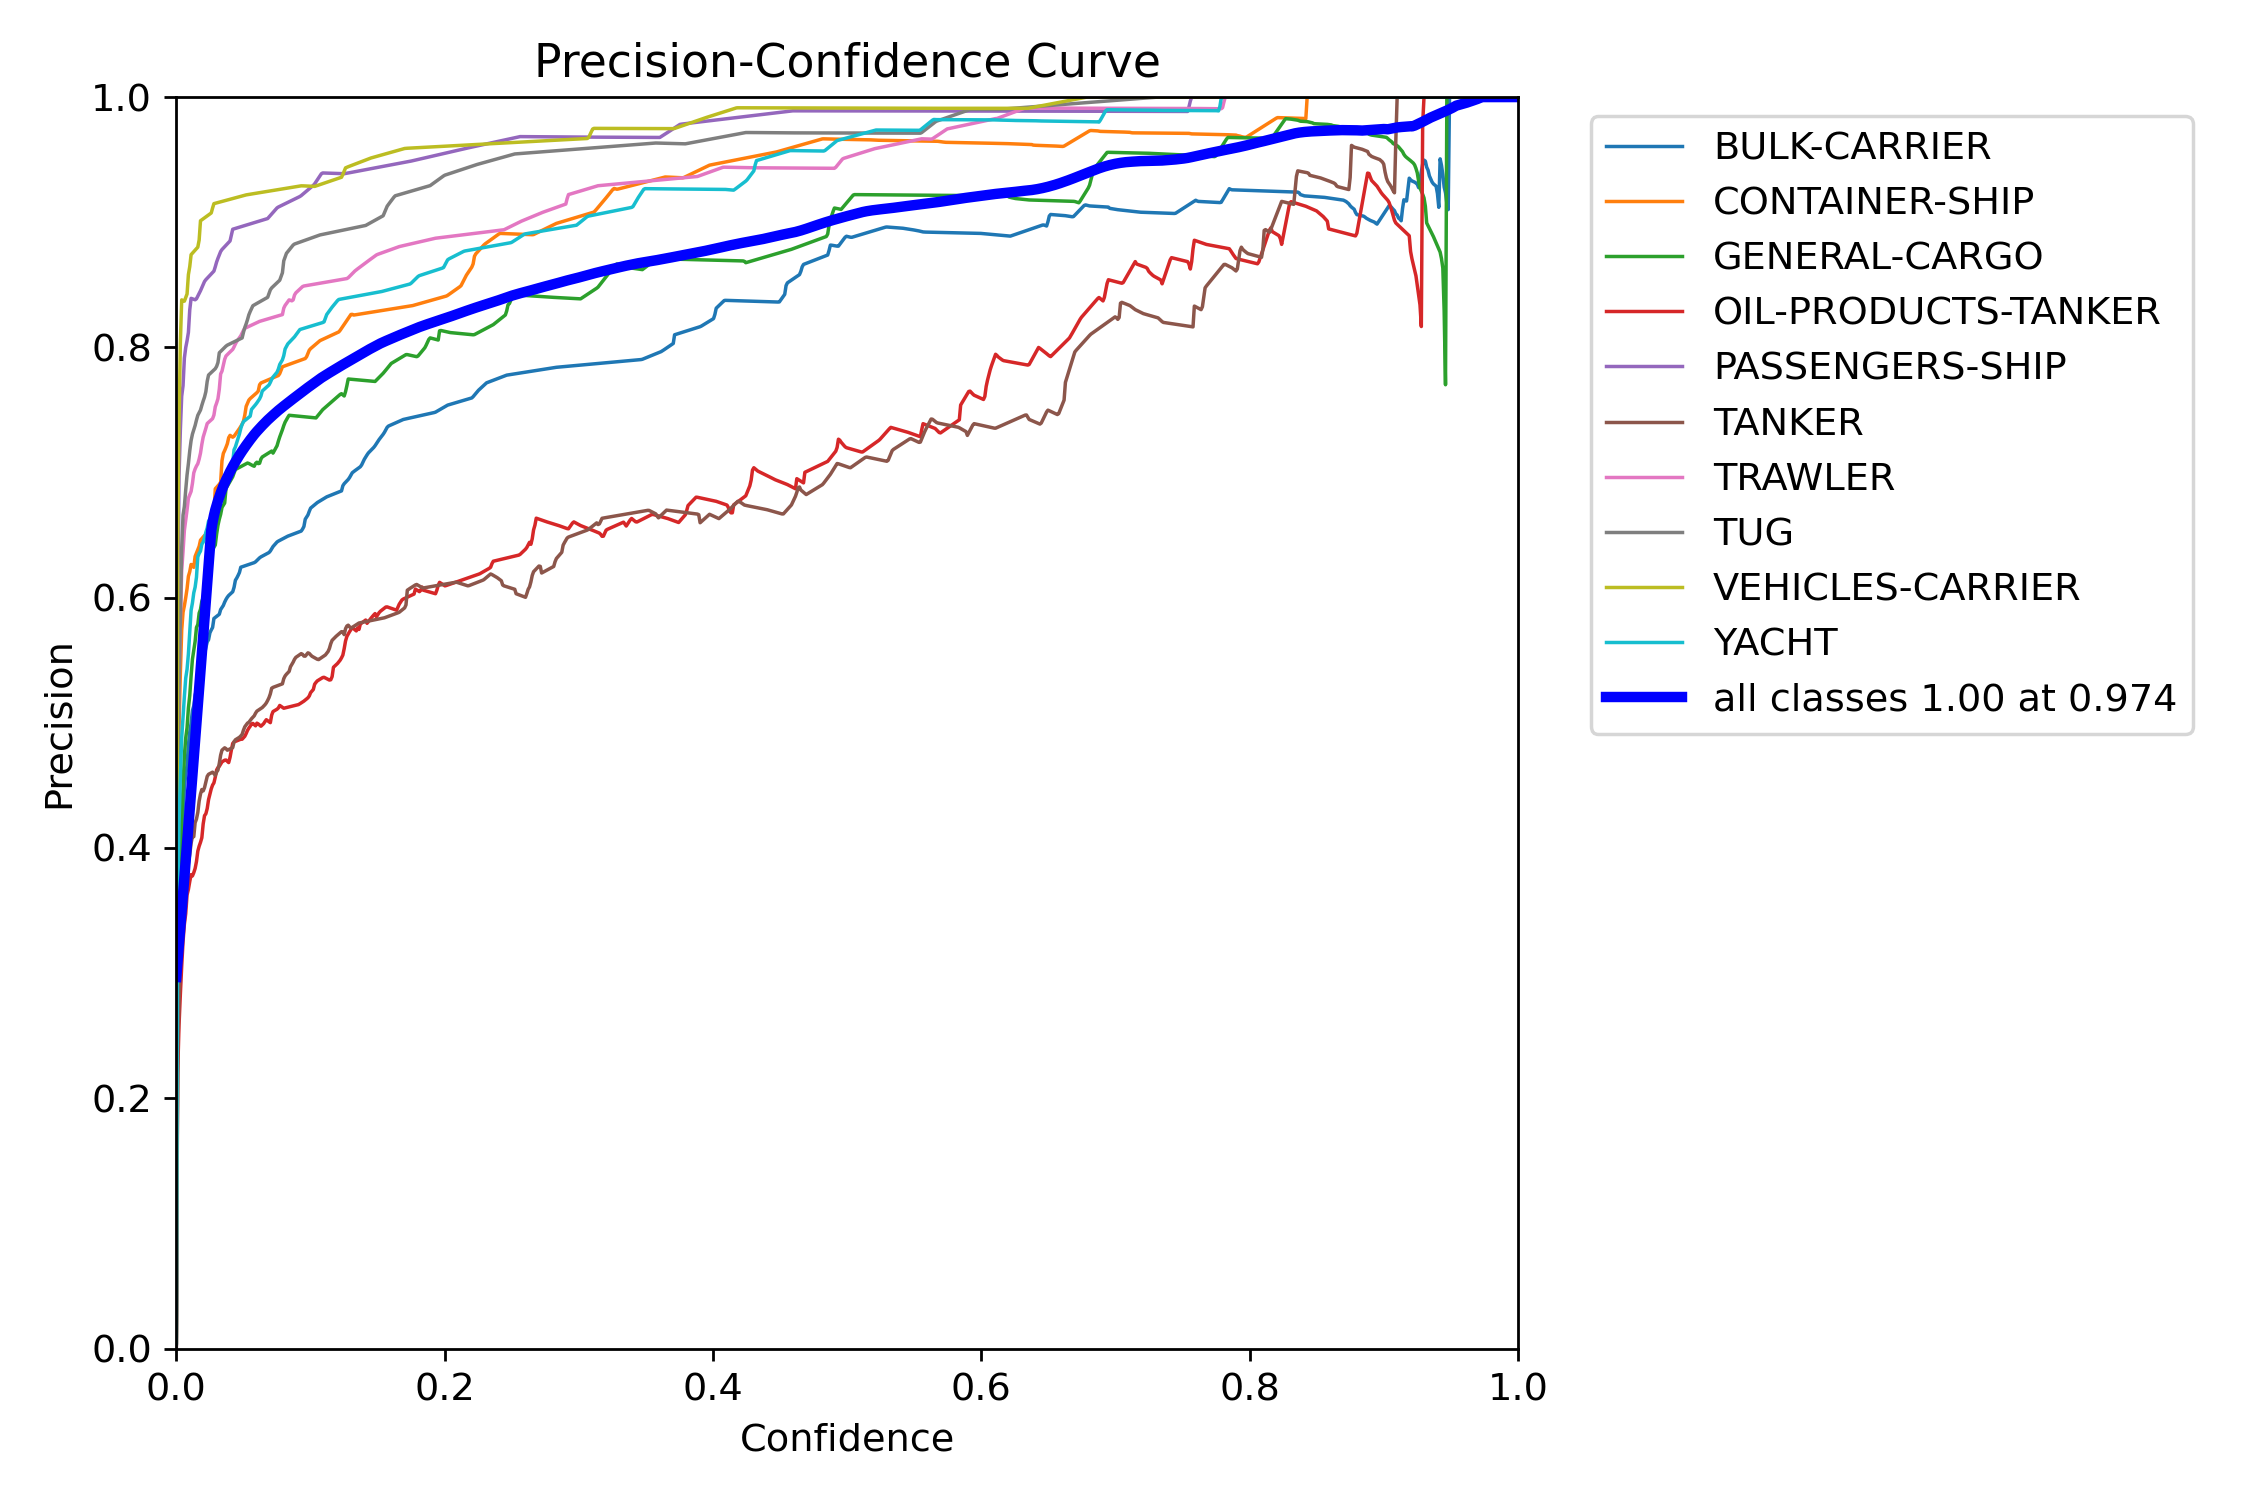 Precision-Confidence Curve
1.0
0.8
0.6
0.4
0.2
0.0
Precision
0.0 0.2 0.4 0.6 0.8 1.0
Confidence
BULK-CARRIER
CONTAINER-SHIP
GENERAL-CARGO
OIL-PRODUCTS-TANKER
PASSENGERS-SHIP
TANKER
TRAWLER
TUG
VEHICLES-CARRIER
YACHT
all classes 1.00 at 0.974